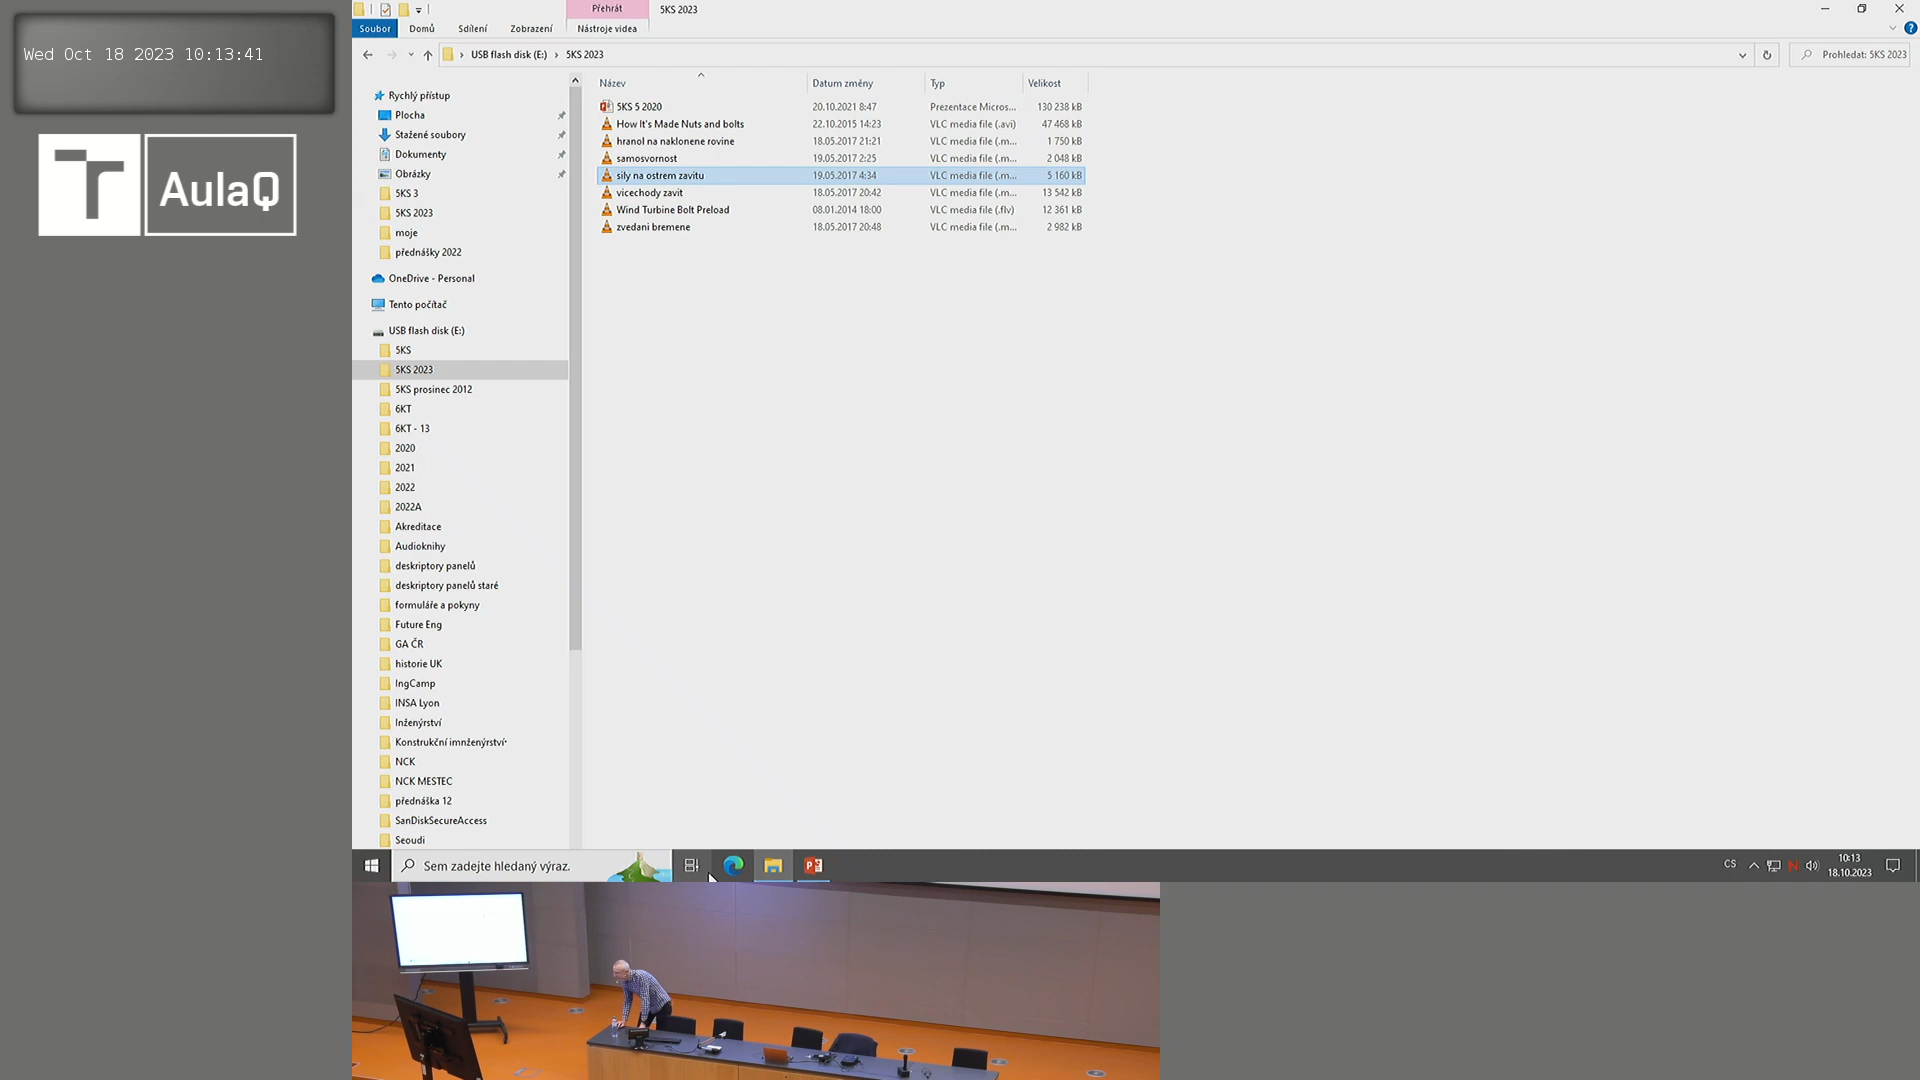 Wed Oct 18 2023 10:13:41
AulaQ
Přehrát
5KS 2023
Soubor
Domů
Sdílení
Zobrazení
Nástroje videa
USB flash disk (E:)
5KS 2023
Prohledat: 5KS 2023
Rychlý přístup
Plocha
Stažené soubory
Dokumenty
Obrázky
5KS 3
5KS 2023
moje
přednášky 2022
OneDrive - Personal
Tento počítač
USB flash disk (E:)
5KS
5KS 2023
5KS prosinec 2012
6KT
6KT - 13
2020
2021
2022
2022A
Akreditace
Audioknihy
deskriptory panelů
deskriptory panelů staré
formuláře a pokyny
Future Eng
GA ČR
historie UK
IngCamp
INSA Lyon
Inženýrství
Konstrukční imnženýrství·
NCK
NCK MESTEC
přednáška 12
SanDiskSecureAccess
Seoudi
Název Datum změny Typ Velikost
5KS 5 2020 20.10.2021 8:47 Prezentace Micros... 130 238 kB
How It's Made Nuts and bolts 22.10.2015 14:23 VLC media file (.avi) 47 468 kB
hranol na naklonene rovine 18.05.2017 21:21 VLC media file (.m... 1 750 kB
samosvornost 19.05.2017 2:25 VLC media file (.m... 2 048 kB
sily na ostrem zavitu 19.05.2017 4:34 VLC media file (.m... 5 160 kB
vicechody zavit 18.05.2017 20:42 VLC media file (.m... 13 542 kB
Wind Turbine Bolt Preload 08.01.2014 18:00 VLC media file (.flv) 12 361 kB
zvedani bremene 18.05.2017 20:48 VLC media file (.m... 2 982 kB
Sem zadejte hledaný výraz.
CS
10:13
18.10.2023